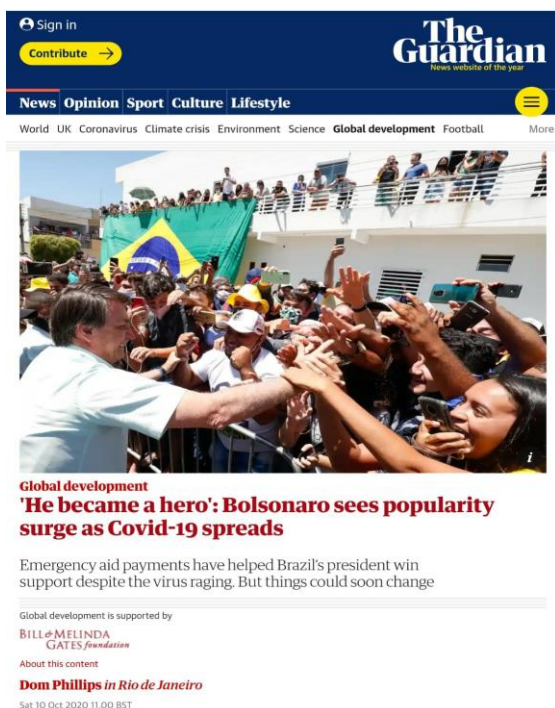 Sign in
Contribute →
The
Guardian
News website of the year
News Opinion Sport Culture Lifestyle
World UK Coronavirus Climate crisis Environment Science Global development Football More
i
Global development
'He became a hero': Bolsonaro sees popularity
surge as Covid-19 spreads
Emergency aid payments have helped Brazil's president win
support despite the virus raging. But things could soon change
Global development is supported by
BILL & MELINDA
GATES foundation
About this content
Dom Phillips in Rio de Janeiro
Sat 10 Oct 2020 11.00 BST